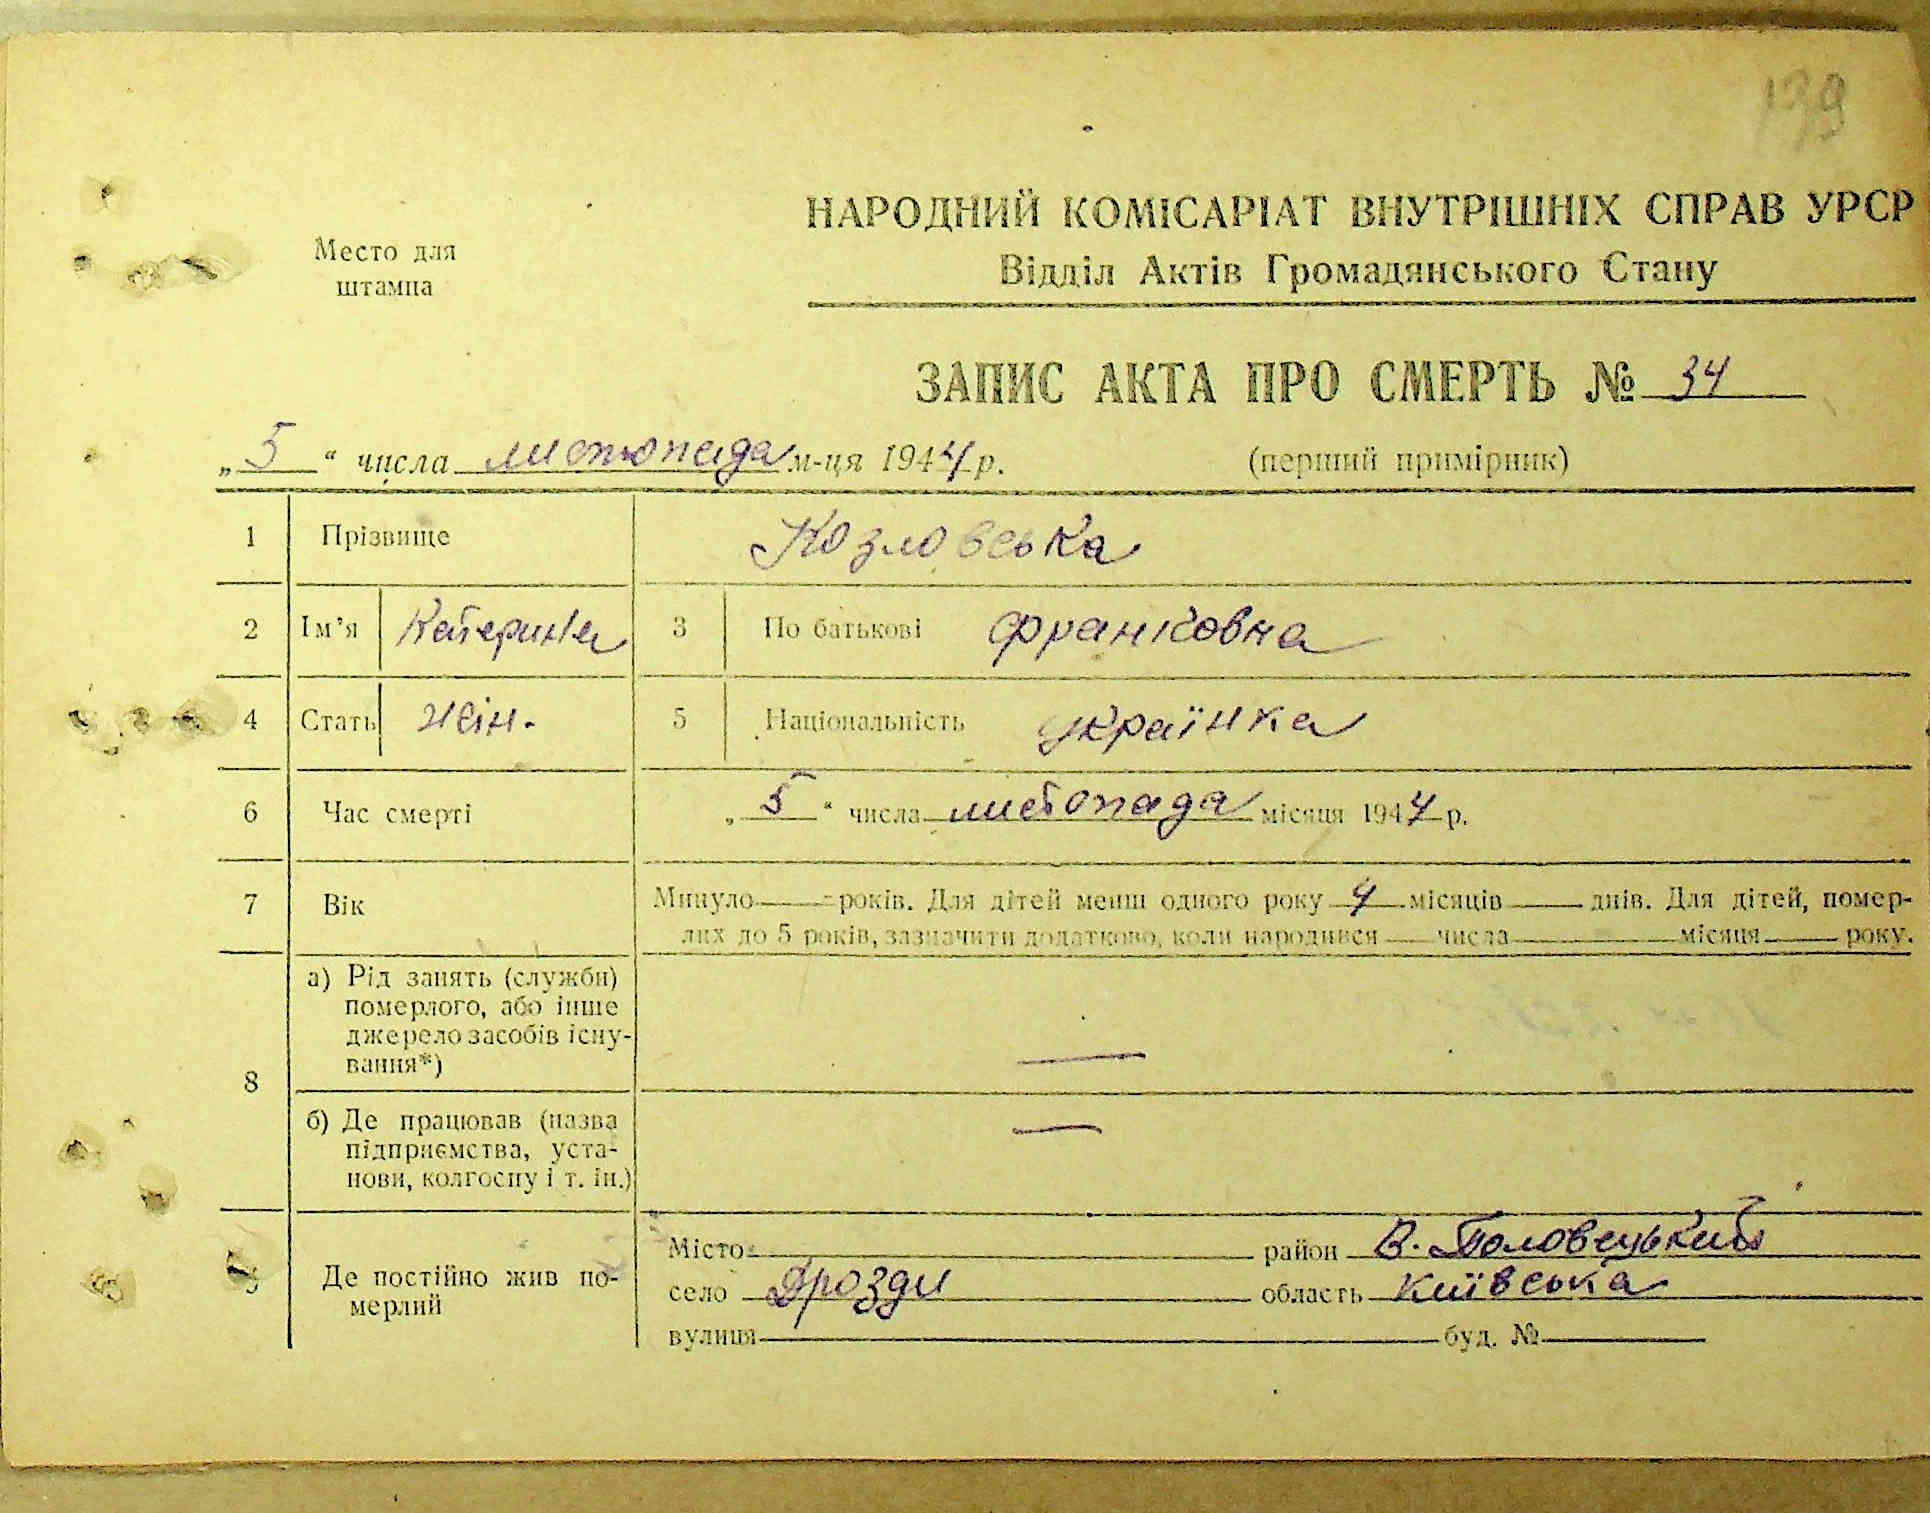 139
Место для
штампа
НАРОДНИЙ КОМІСАРІАТ ВНУТРІШНІХ СПРАВ УРСР
Відділ Актів Громадянського Стану
ЗАПИС АКТА ПРО СМЕРТЬ № 34
„5“ числа листопада м-ця 1944 р. (перший примірник)
1 Прізвище Козловська
2 Ім’я Катерина 3 По батькові Франковна
4 Стать жін. 5 Національність українка
6 Час смерті „5“ числа листопада місяця 1944 р.
7 Вік Минуло — років. Для дітей менш одного року 4 місяців — днів. Для дітей, помер-
лих до 5 років, зазначити додатково, коли народився — числа — місяця — року.
8 а) Рід занять (служби)
померлого, або інше
джерело засобів існу-
вання*) —
б) Де працював (назва
підприємства, уста-
нови, колгоспу і т. ін.) —
9 Де постійно жив по-
мерлий
Місто район В. Половецький
село Дрозди область Київська
вулиця буд. №